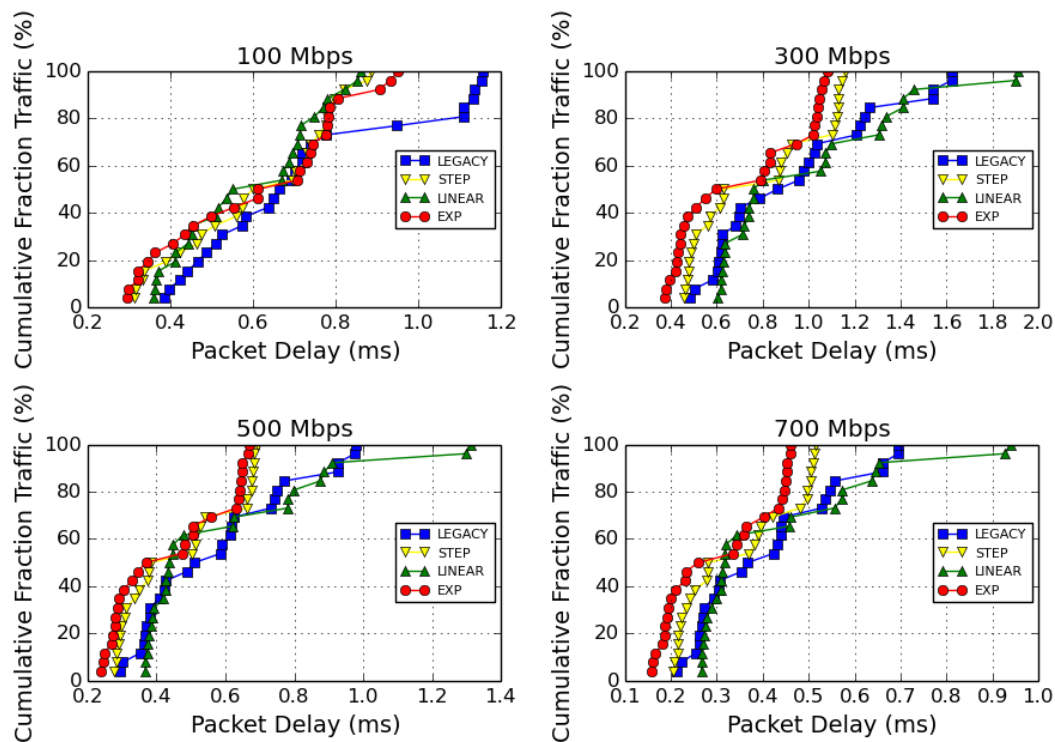 100 Mbps
Cumulative Fraction Traffic (%)
100
80
60
40
20
0
LEGACY
STEP
LINEAR
EXP
0.2 0.4 0.6 0.8 1.0 1.2
Packet Delay (ms)
300 Mbps
Cumulative Fraction Traffic (%)
100
80
60
40
20
0
LEGACY
STEP
LINEAR
EXP
0.2 0.4 0.6 0.8 1.0 1.2 1.4 1.6 1.8 2.0
Packet Delay (ms)
500 Mbps
Cumulative Fraction Traffic (%)
100
80
60
40
20
0
LEGACY
STEP
LINEAR
EXP
0.2 0.4 0.6 0.8 1.0 1.2 1.4
Packet Delay (ms)
700 Mbps
Cumulative Fraction Traffic (%)
100
80
60
40
20
0
LEGACY
STEP
LINEAR
EXP
0.1 0.2 0.3 0.4 0.5 0.6 0.7 0.8 0.9 1.0
Packet Delay (ms)